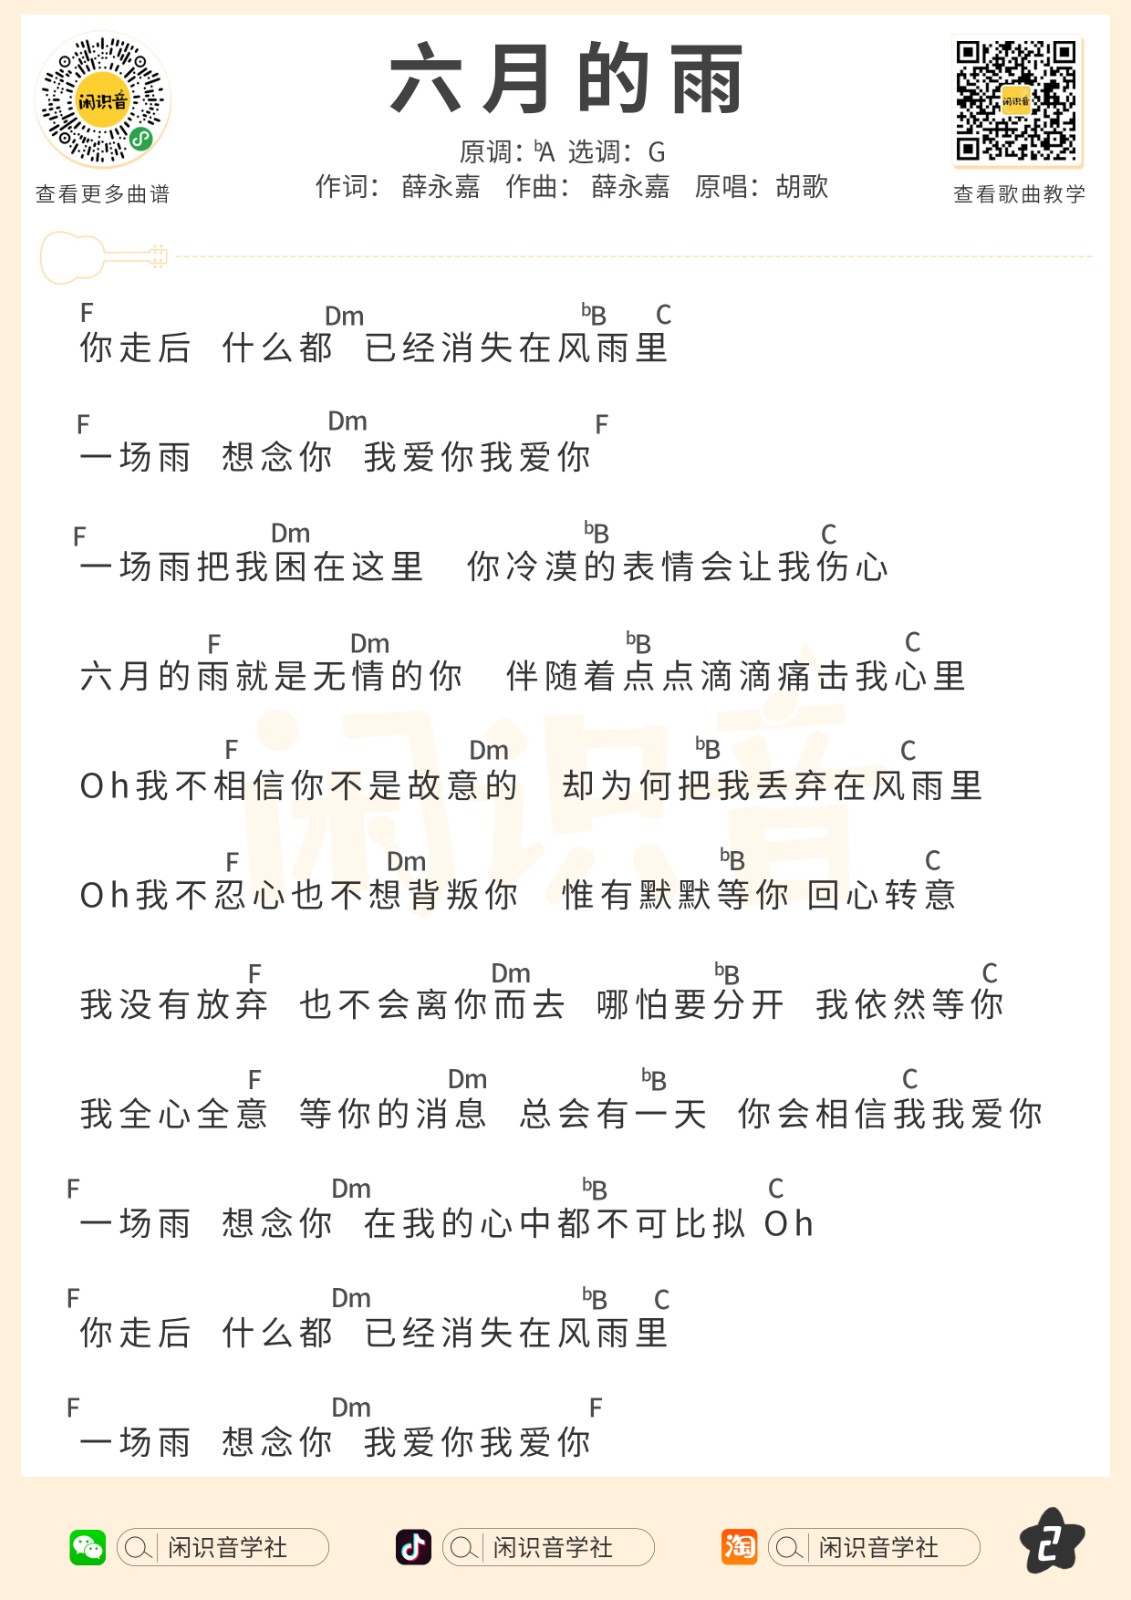 闲识音
查看更多曲谱
六月的雨
原调：bA 选调：G
作词： 薛永嘉 作曲： 薛永嘉 原唱：胡歌
闲识音
查看歌曲教学
F Dm bB C
你走后 什么都 已经消失在风雨里
F Dm F
一场雨 想念你 我爱你我爱你
F Dm bB C
一场雨把我困在这里 你冷漠的表情会让我伤心
F Dm bB C
六月的雨就是无情的你 伴随着点点滴滴痛击我心里
F Dm bB C
Oh我不相信你不是故意的 却为何把我丢弃在风雨里
F Dm bB C
Oh我不忍心也不想背叛你 惟有默默等你 回心转意
F Dm bB C
我没有放弃 也不会离你而去 哪怕要分开 我依然等你
F Dm bB C
我全心全意 等你的消息 总会有一天 你会相信我我爱你
F Dm bB C
一场雨 想念你 在我的心中都不可比拟 Oh
F Dm bB C
你走后 什么都 已经消失在风雨里
F Dm F
一场雨 想念你 我爱你我爱你
闲识音
闲识音学社 闲识音学社 淘 闲识音学社 2